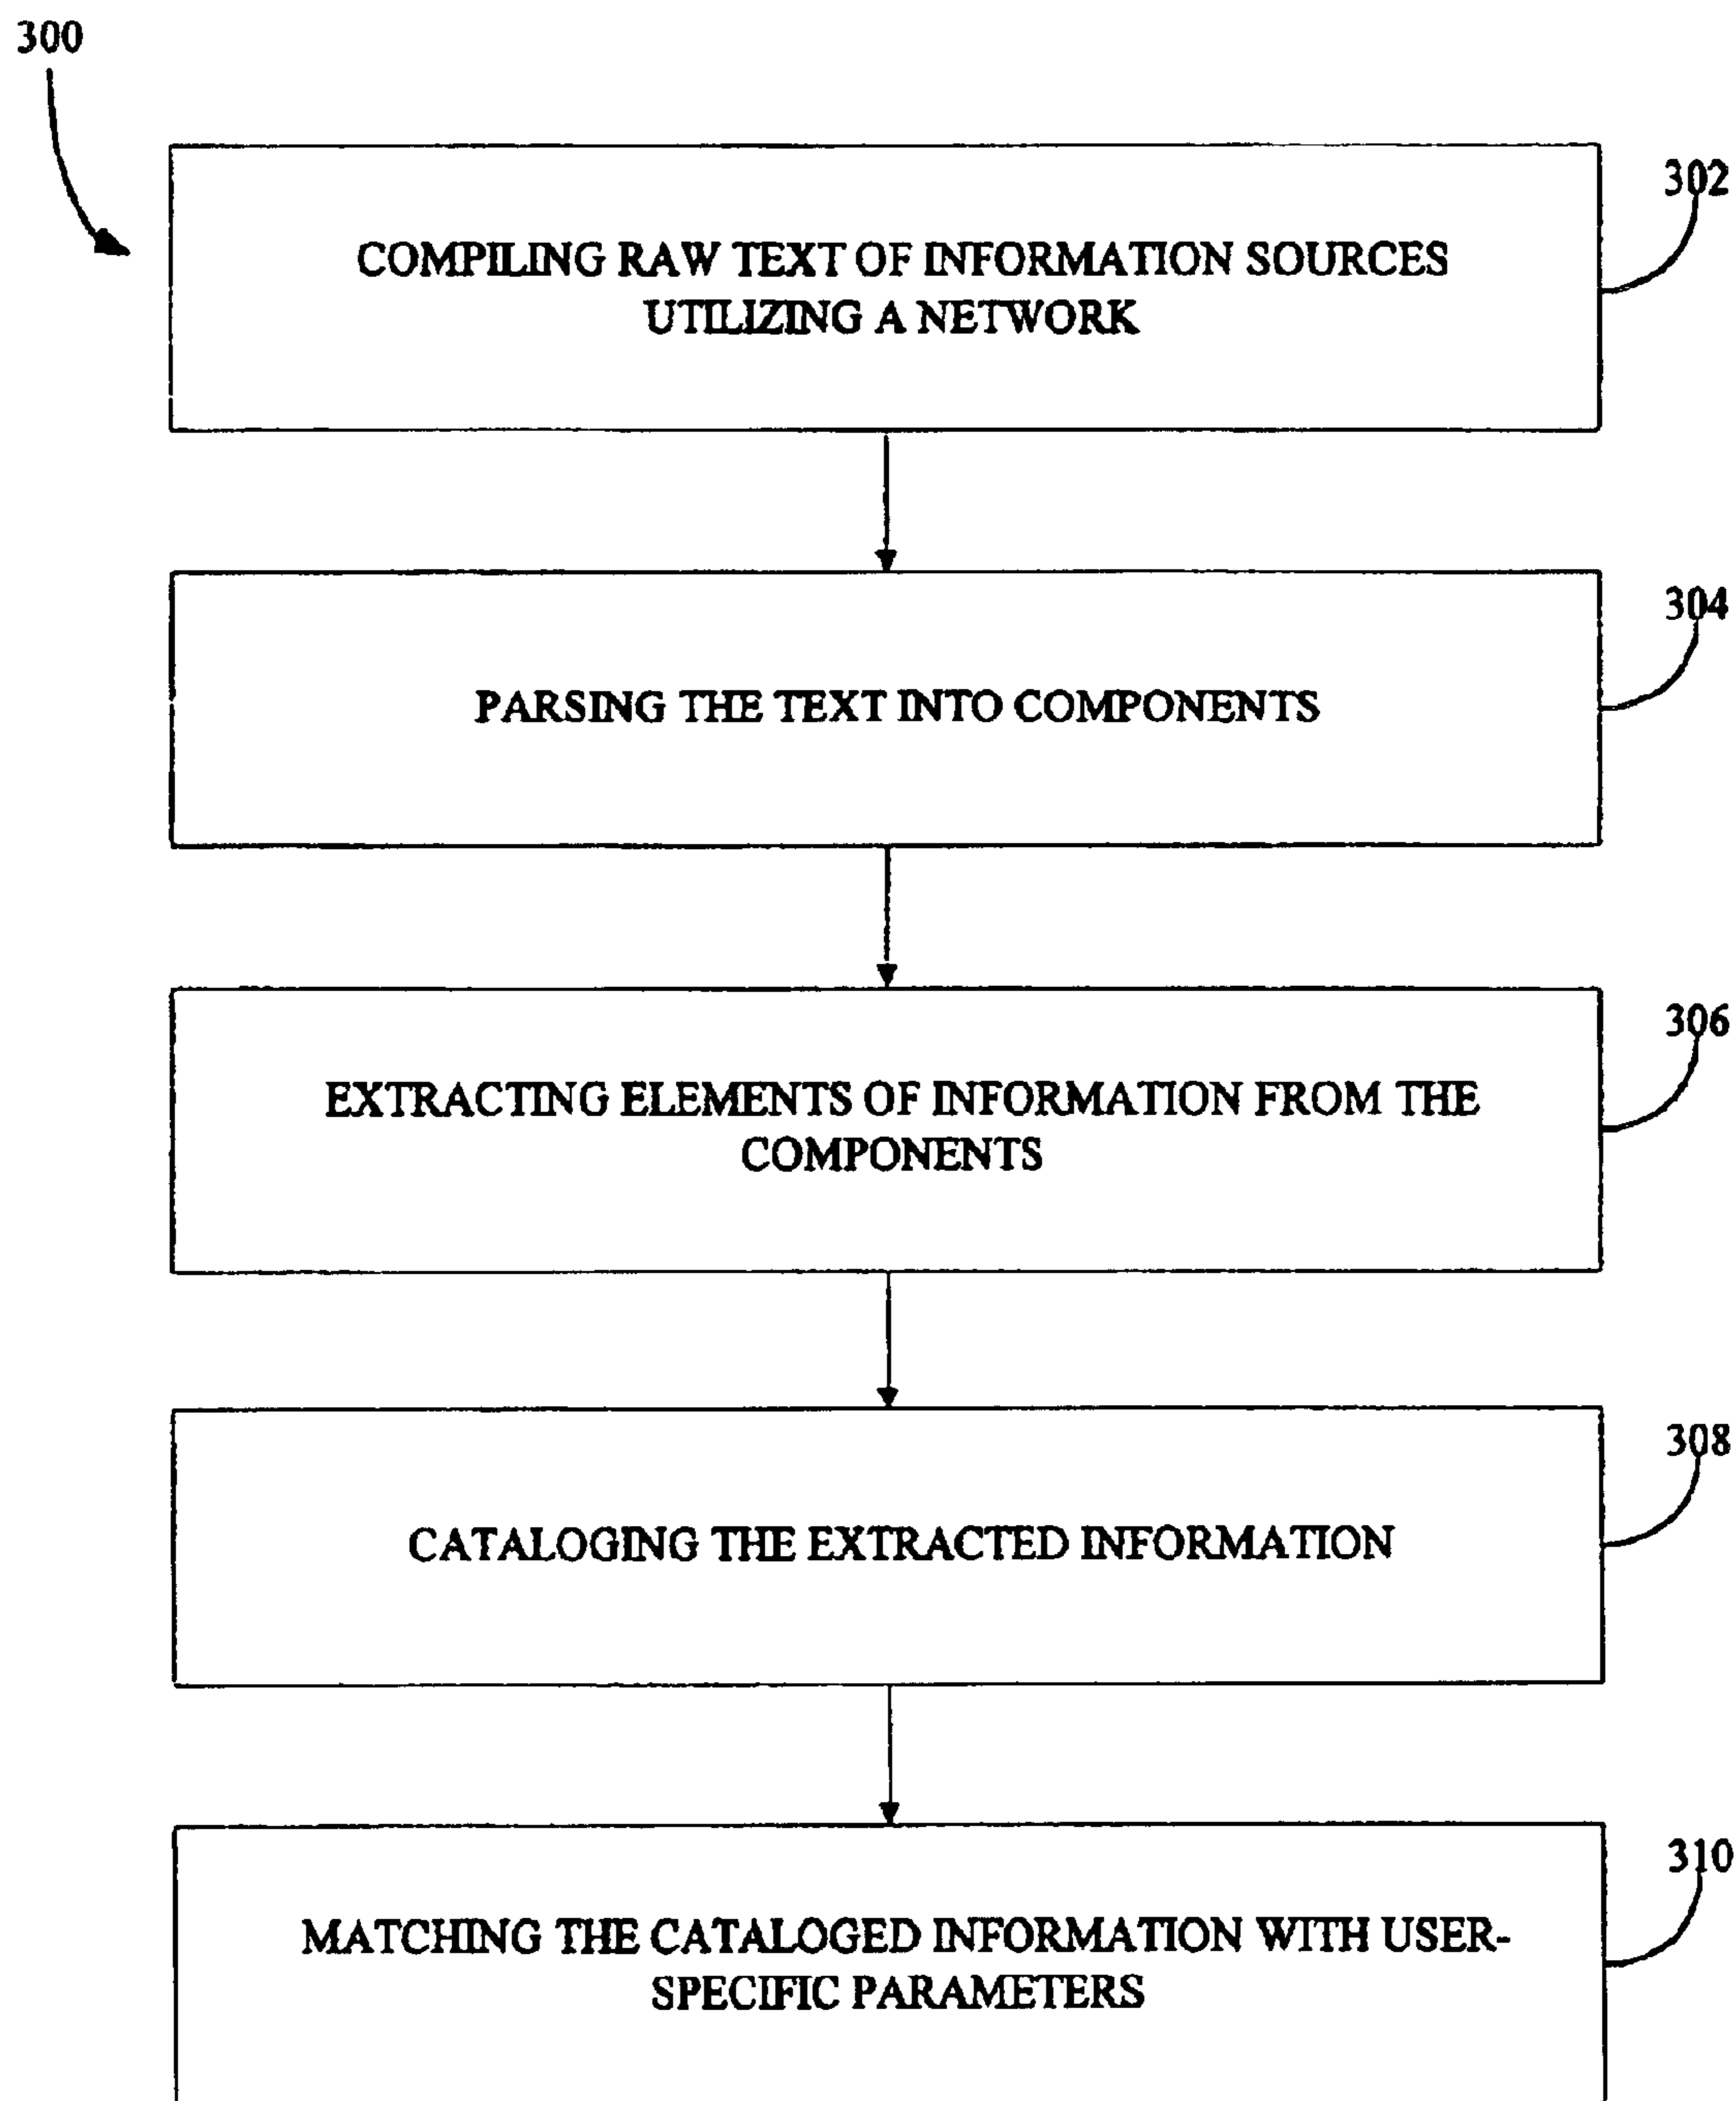 300
302
COMPILING RAW TEXT OF INFORMATION SOURCES
UTILIZING A NETWORK
304
PARSING THE TEXT INTO COMPONENTS
306
EXTRACTING ELEMENTS OF INFORMATION FROM THE
COMPONENTS
308
CATALOGING THE EXTRACTED INFORMATION
310
MATCHING THE CATALOGED INFORMATION WITH USER-
SPECIFIC PARAMETERS